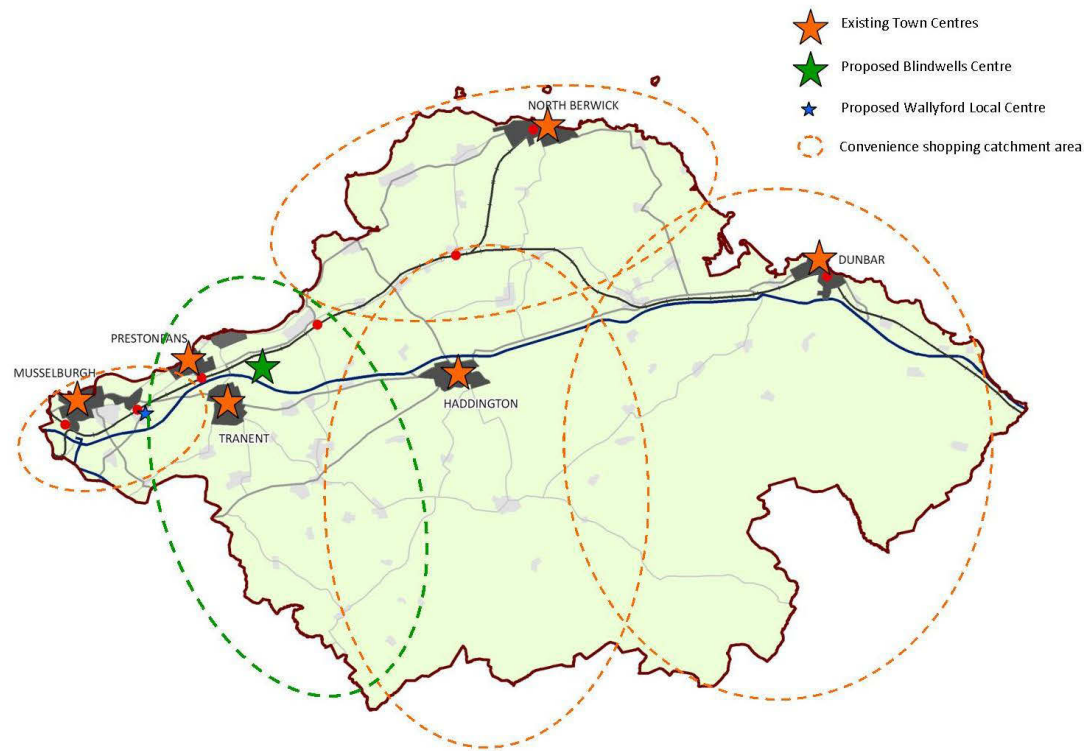 Existing Town Centres
Proposed Blindwells Centre
Proposed Wallyford Local Centre
Convenience shopping catchment area
NORTH BERWICK
DUNBAR
PRESTONPANS
MUSSELBURGH
HADDINGTON
TRANENT